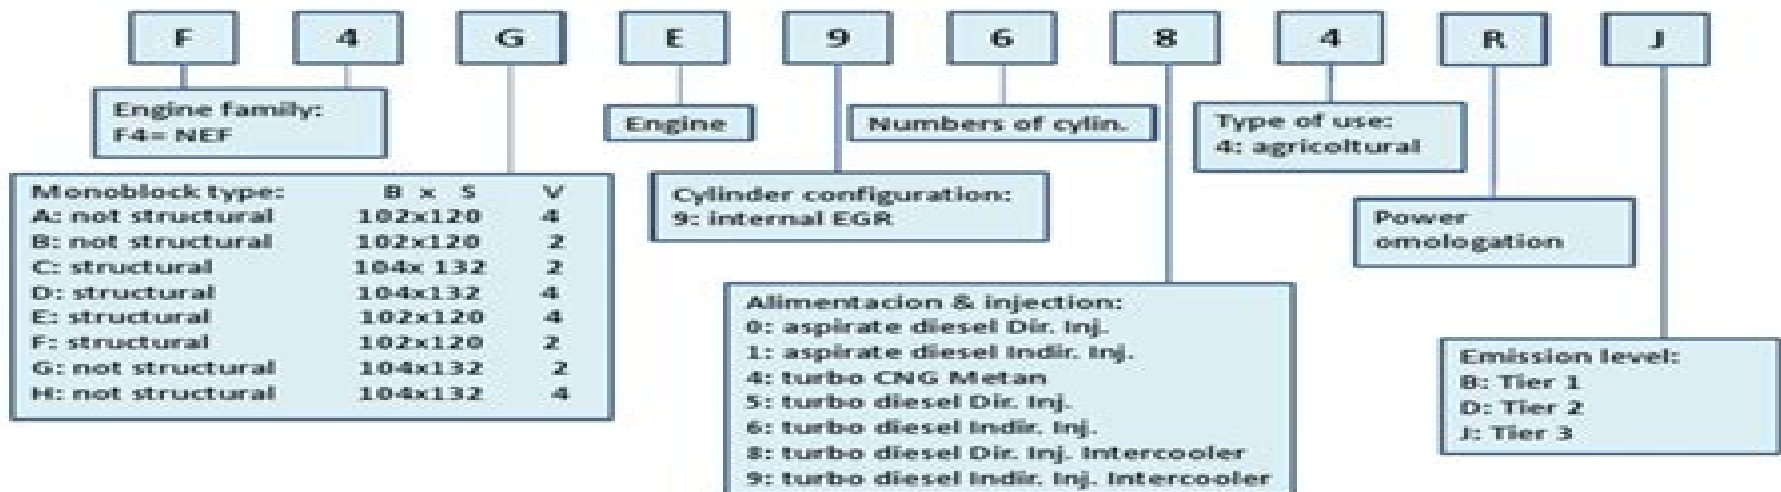 F 4 G E 9 6 8 4 R J
Engine family:
F4= NEF
Engine
Numbers of cylin.
Type of use:
4: agricoltural
Monoblock type: B x S V
A: not structural 102x120 4
B: not structural 102x120 2
C: structural 104x 132 2
D: structural 104x132 4
E: structural 102x120 4
F: structural 102x120 2
G: not structural 104x132 2
H: not structural 104x132 4
Cylinder configuration:
9: internal EGR
Power
omologation
Alimentacion & injection:
0: aspirate diesel Dir. Inj.
1: aspirate diesel Indir. Inj.
4: turbo CNG Metan
5: turbo diesel Dir. Inj.
6: turbo diesel Indir. Inj.
8: turbo diesel Dir. Inj. Intercooler
9: turbo diesel Indir. Inj. Intercooler
Emission level:
B: Tier 1
D: Tier 2
J: Tier 3